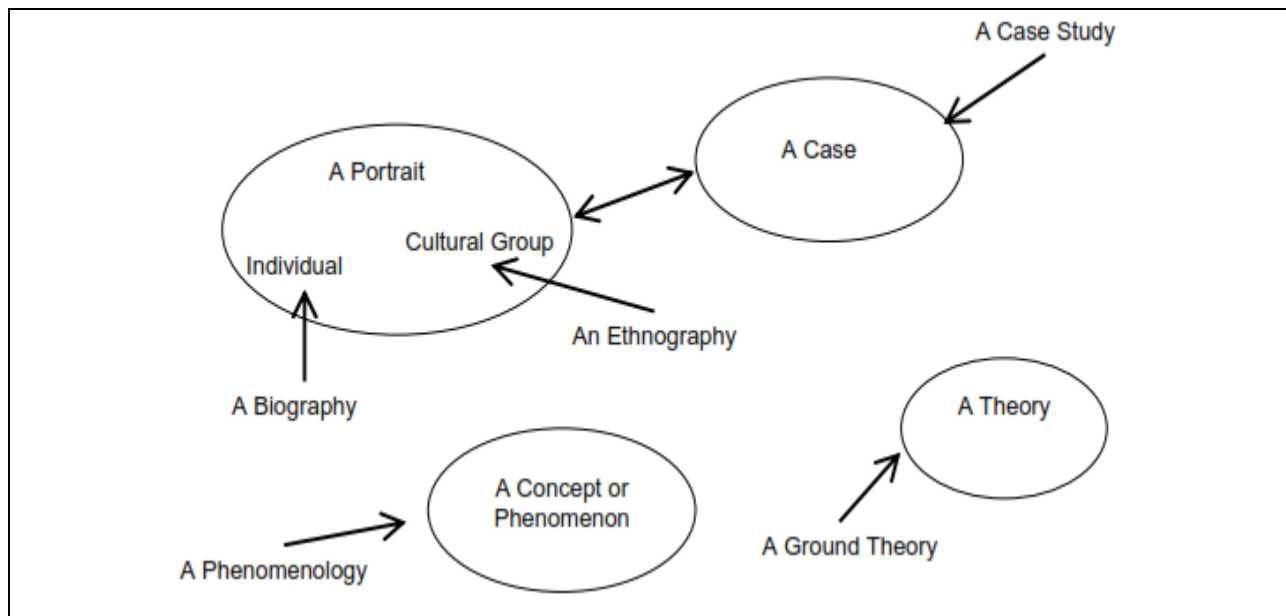 A Case Study
A Case
A Portrait
Cultural Group
Individual
An Ethnography
A Biography
A Theory
A Concept or
Phenomenon
A Ground Theory
A Phenomenology